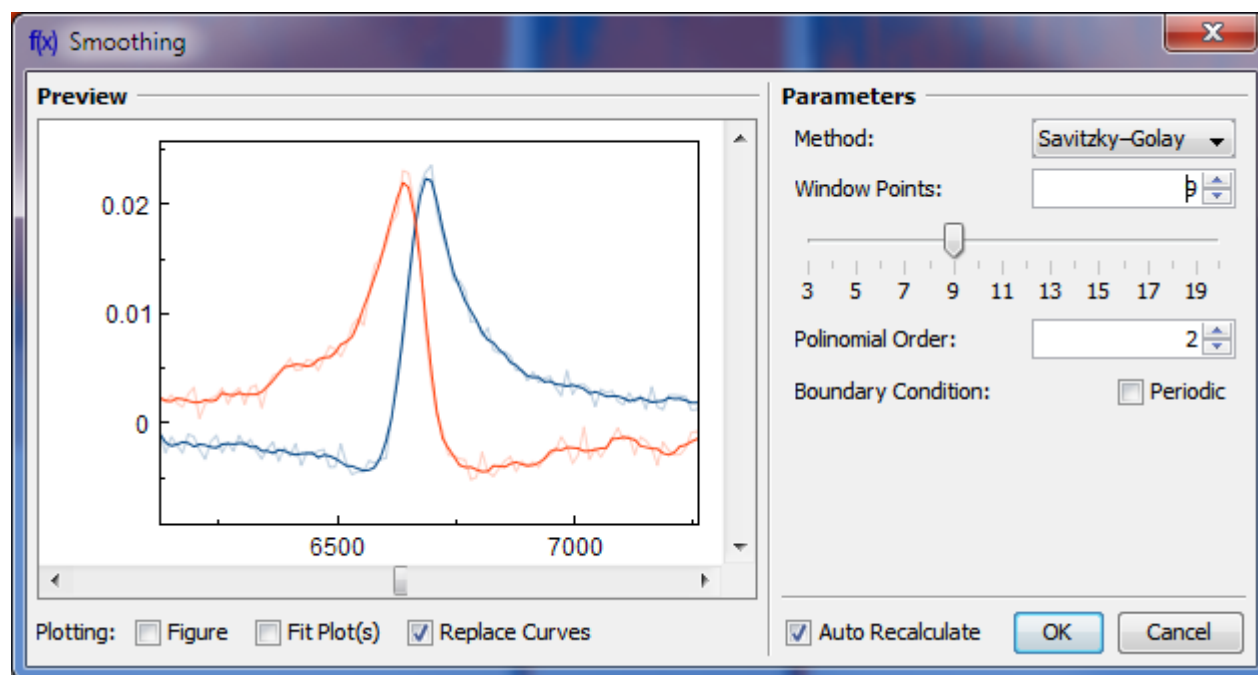 f(x) Smoothing
Preview
0.02
0.01
0
6500 7000
Plotting: Figure Fit Plot(s) Replace Curves
Parameters
Method: Savitzky–Golay
Window Points: 9
3 5 7 9 11 13 15 17 19
Polinomial Order: 2
Boundary Condition: Periodic
Auto Recalculate OK Cancel